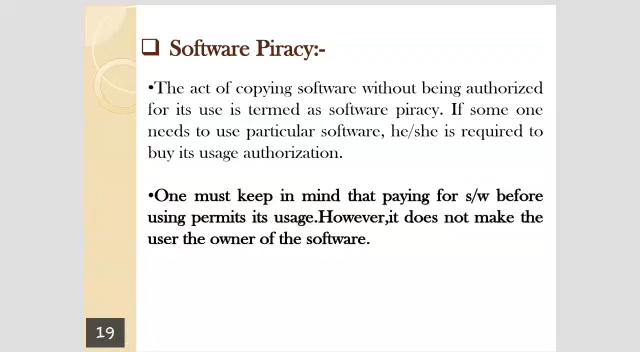 ❑ Software Piracy:-
•The act of copying software without being authorized
for its use is termed as software piracy. If some one
needs to use particular software, he/she is required to
buy its usage authorization.
•One must keep in mind that paying for s/w before
using permits its usage.However,it does not make the
user the owner of the software.
19